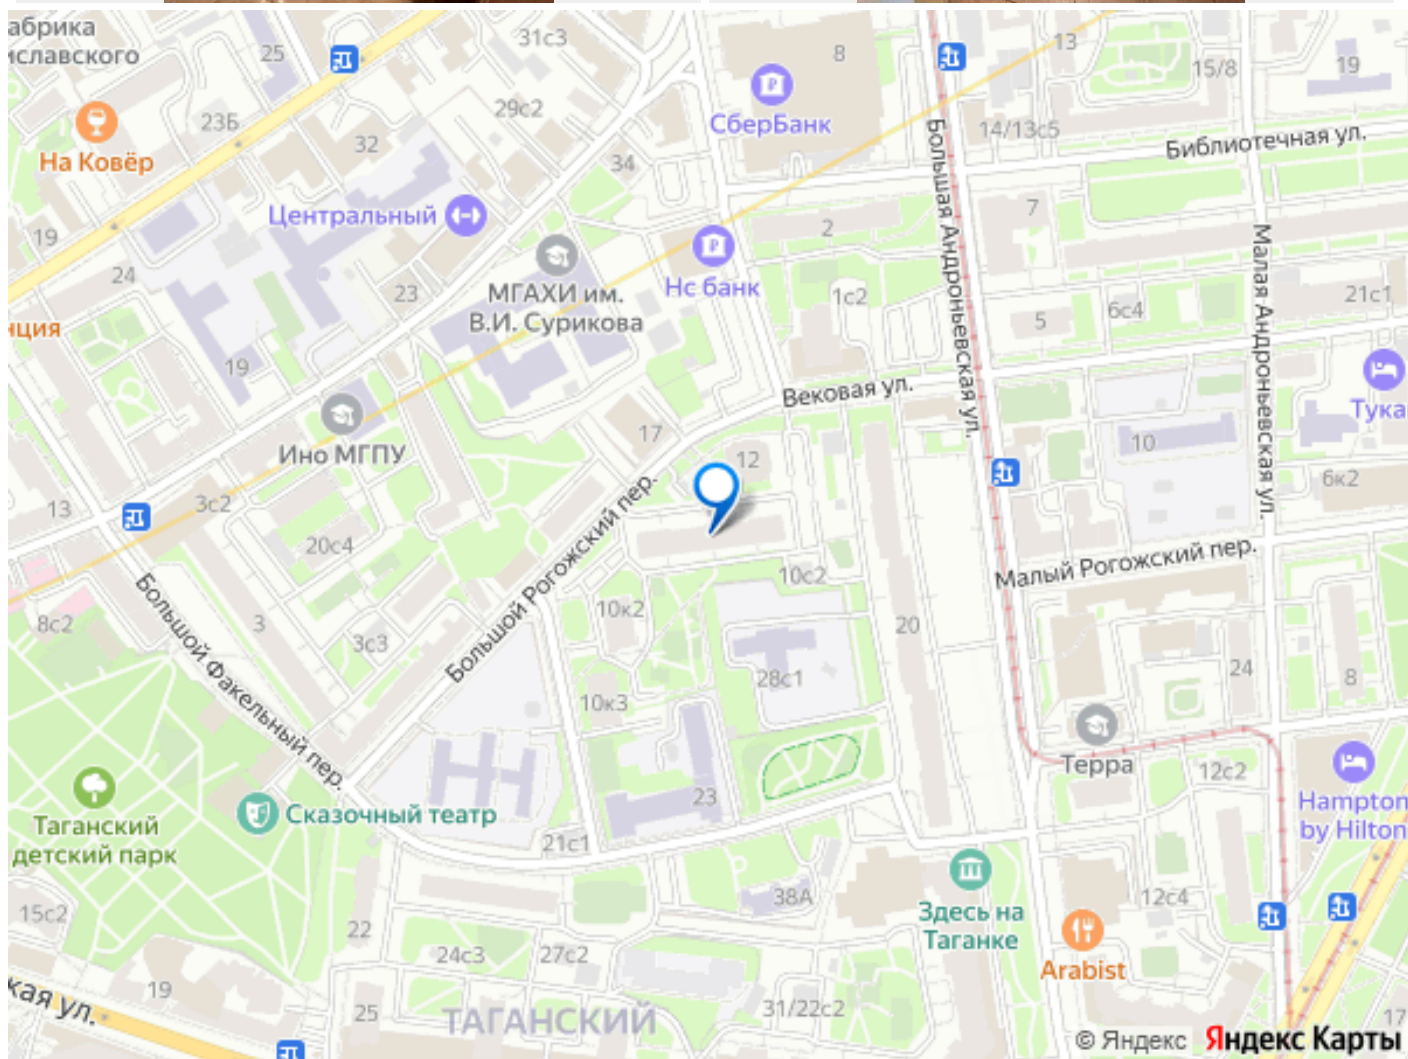 абрика
иславского
25
31с3
8
13
15/8
19
На Ковёр
23Б
29с2
32
34
СберБанк
14/13с5
Библиотечная ул.
Центральный
19
24
23
МГАХИ им.
В.И. Сурикова
Нс банк
2
7
Большая Андроньевская ул.
Малая Андроньевская ул.
1с2
5
6с4
21с1
нция
19
Вековая ул.
Тука
Ино МГПУ
17
12
10
6к2
13
3с2
20с4
Большой Рогожский пер.
Малый Рогожский пер.
10с2
8с2
Большой Факельный пер.
3
3с3
10к2
20
28с1
24
8
10к3
Терра
12с2
Таганский
детский парк
Сказочный театр
23
Hampton
by Hilton
21с1
38А
Здесь на
Таганке
12с4
15с2
22
24с3
27с2
Arabist
кая ул.
19
25
ТАГАНСКИЙ
31/22с2
17
© Яндекс Яндекс Карты